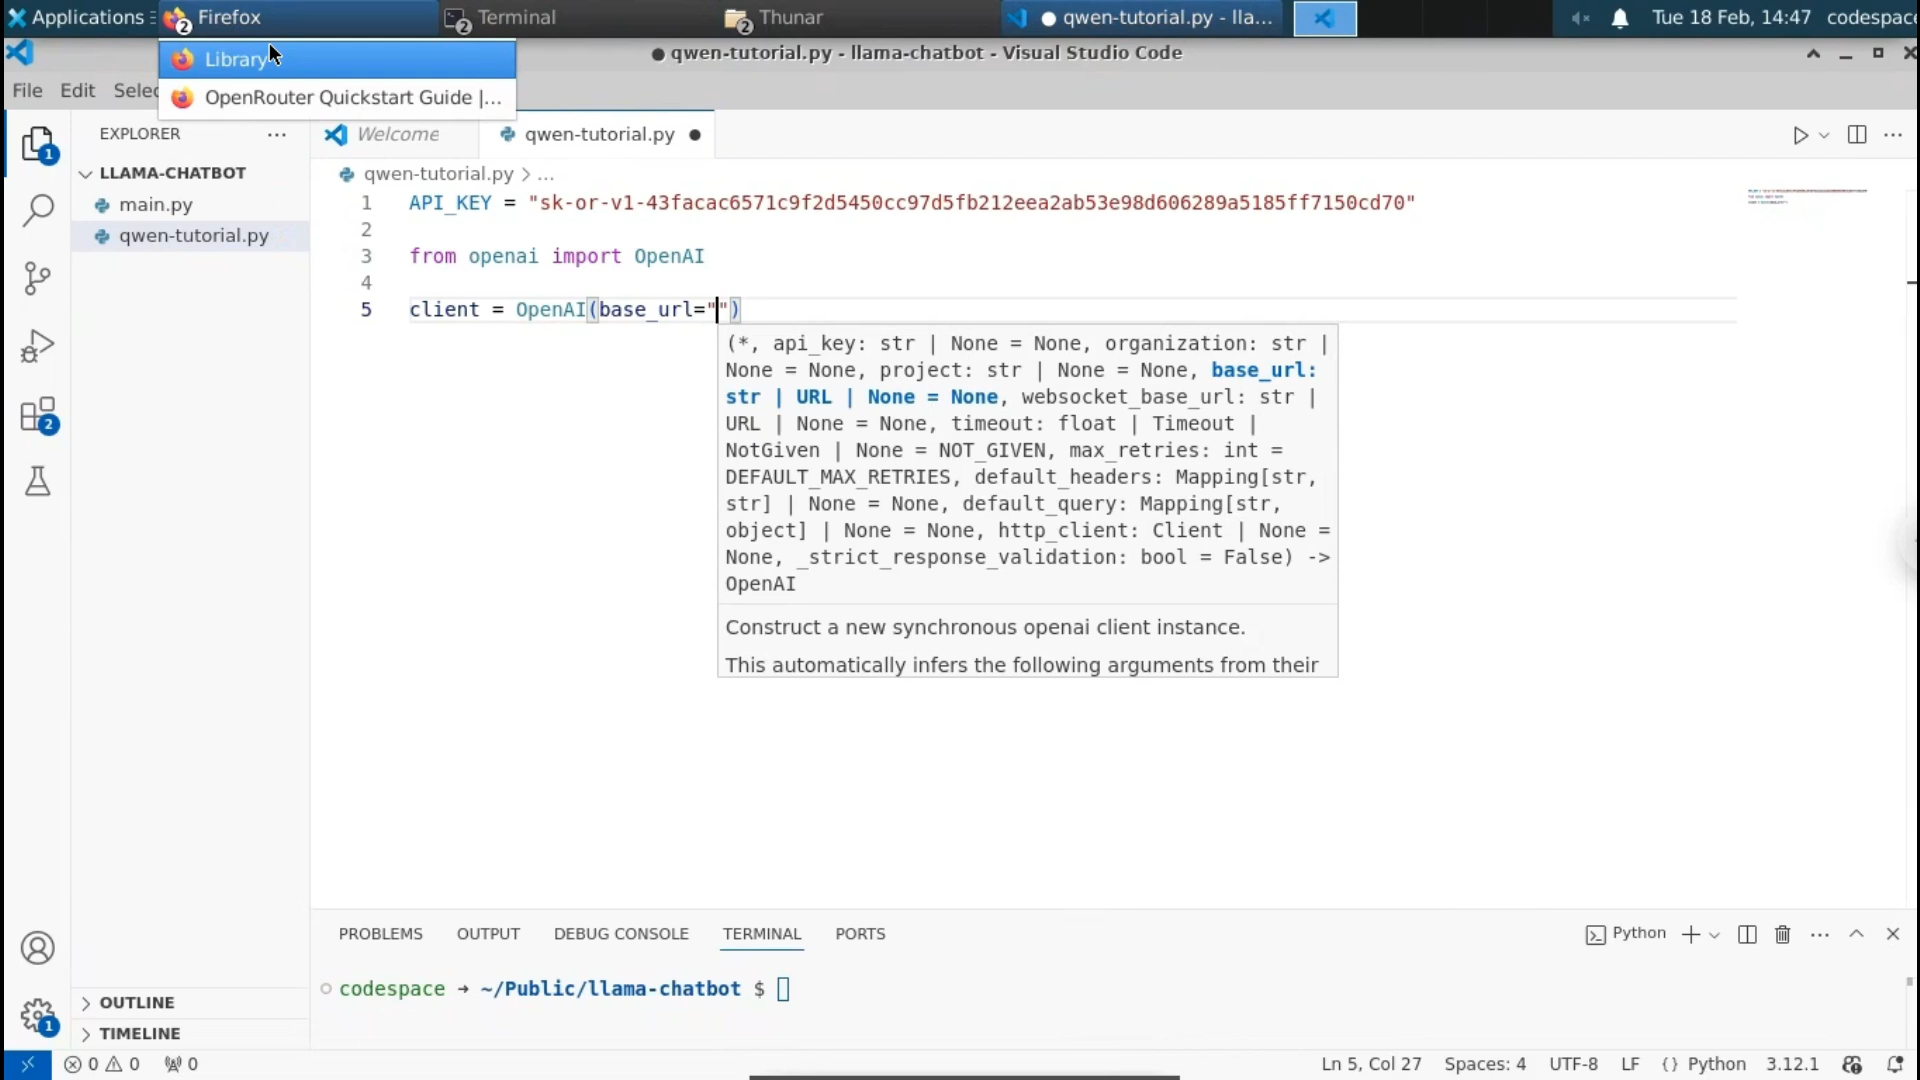 Applications
2
Firefox
2
Terminal
2
Thunar
● qwen-tutorial.py - lla...
Tue 18 Feb, 14:47
codespace
Library
OpenRouter Quickstart Guide |...
● qwen-tutorial.py - llama-chatbot - Visual Studio Code
File
Edit
Selec
EXPLORER
...
Welcome
qwen-tutorial.py ●
...
1
LLAMA-CHATBOT
main.py
qwen-tutorial.py
qwen-tutorial.py > ...
1 API_KEY = "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"
2
3 from openai import OpenAI
4
5 client = OpenAI(base_url="")
(*, api_key: str | None = None, organization: str |
None = None, project: str | None = None, base_url:
str | URL | None = None, websocket_base_url: str |
URL | None = None, timeout: float | Timeout |
NotGiven | None = NOT_GIVEN, max_retries: int =
DEFAULT_MAX_RETRIES, default_headers: Mapping[str,
str] | None = None, default_query: Mapping[str,
object] | None = None, http_client: Client | None =
None, _strict_response_validation: bool = False) ->
OpenAI
Construct a new synchronous openai client instance.
This automatically infers the following arguments from their
2
PROBLEMS
OUTPUT
DEBUG CONSOLE
TERMINAL
PORTS
Python
...
codespace → ~/Public/llama-chatbot $
OUTLINE
TIMELINE
1
0
0
0
Ln 5, Col 27
Spaces: 4
UTF-8
LF
{} Python
3.12.1